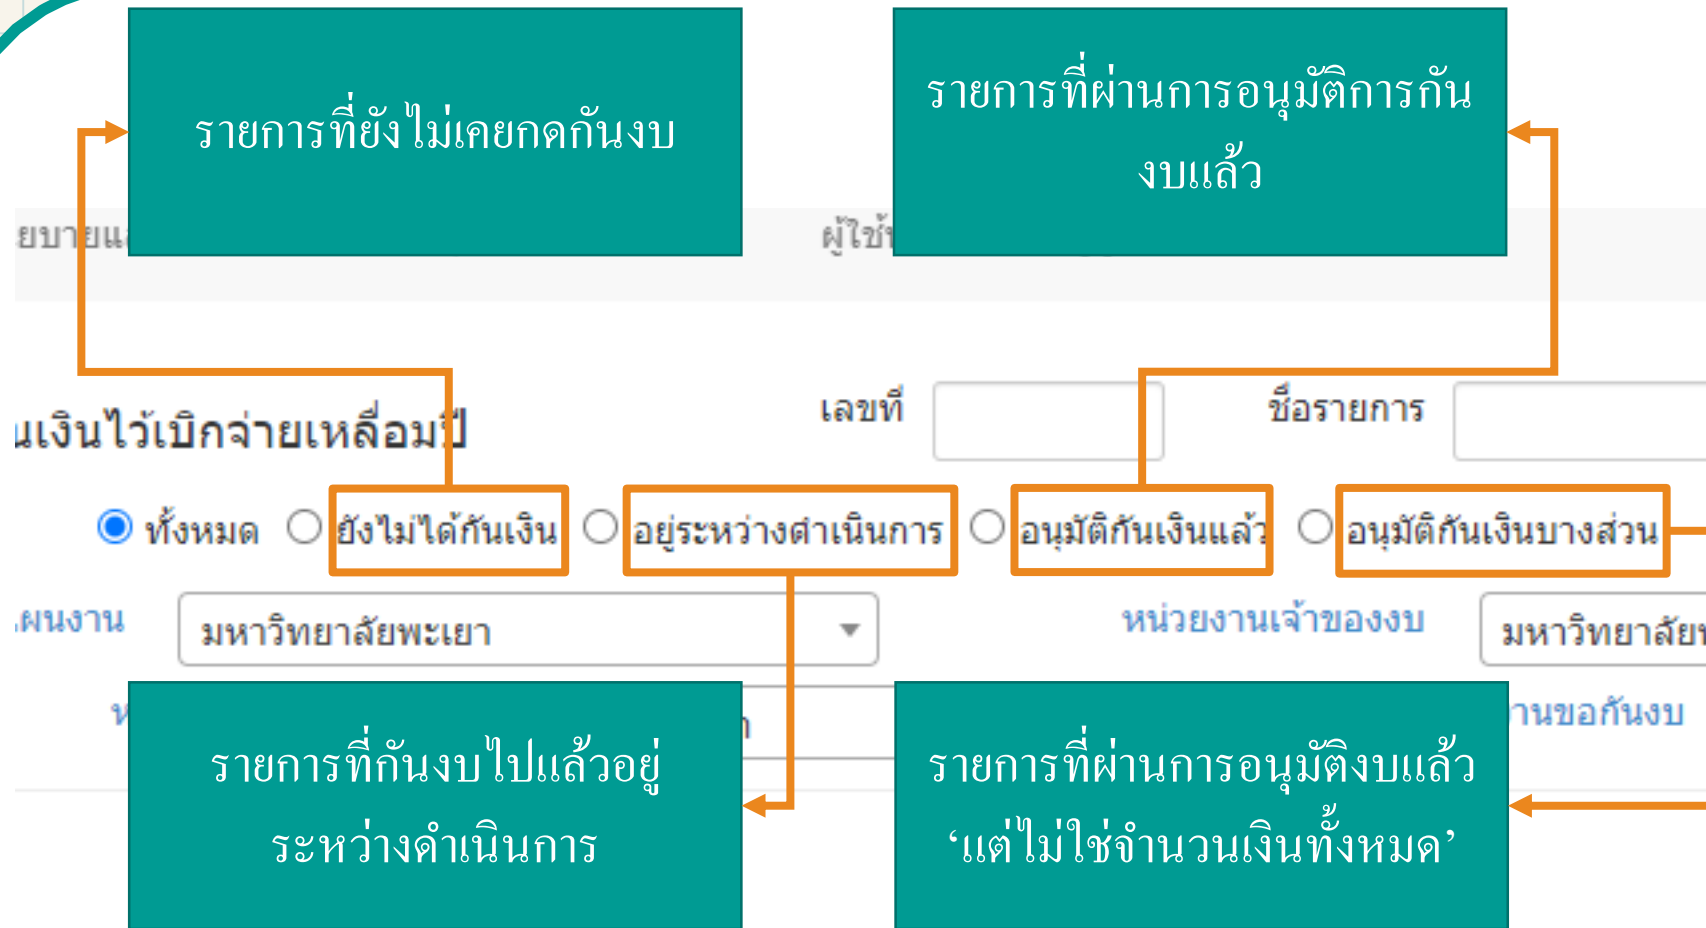 รายการที่ยังไม่เคยกดกันงบ
รายการที่ผ่านการอนุมัติการกัน
งบแล้ว
เลขที่
ชื่อรายการ
นเงินไว้เบิกจ่ายเหลื่อมปี
ทั้งหมด ยังไม่ได้กันเงิน อยู่ระหว่างดำเนินการ อนุมัติกันเงินแล้ว อนุมัติกันเงินบางส่วน
ผนงาน มหาวิทยาลัยพะเยา หน่วยงานเจ้าของงบ มหาวิทยาลัย
านขอกันงบ
รายการที่กันงบไปแล้วอยู่
ระหว่างดำเนินการ
รายการที่ผ่านการอนุมัติงบแล้ว
‘แต่ไม่ใช่จำนวนเงินทั้งหมด’